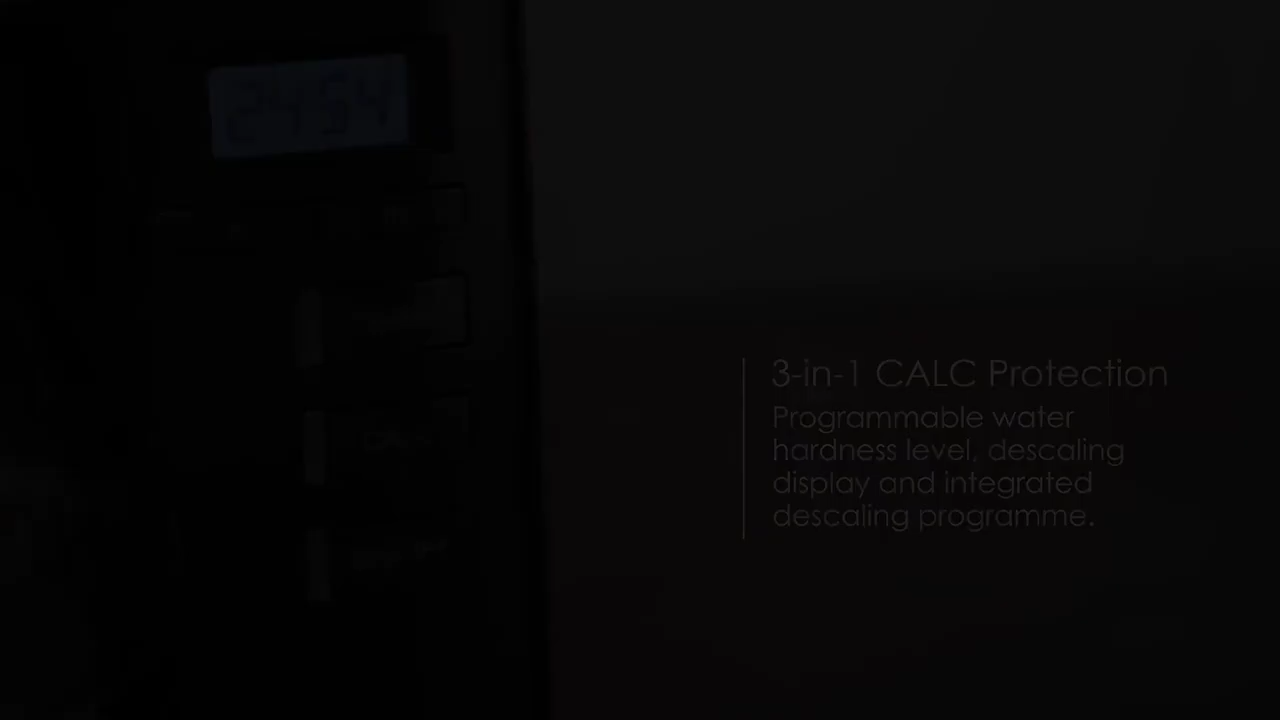 3-in-1 CALC Protection
Programmable water
hardness level, descaling
display and integrated
descaling programme.